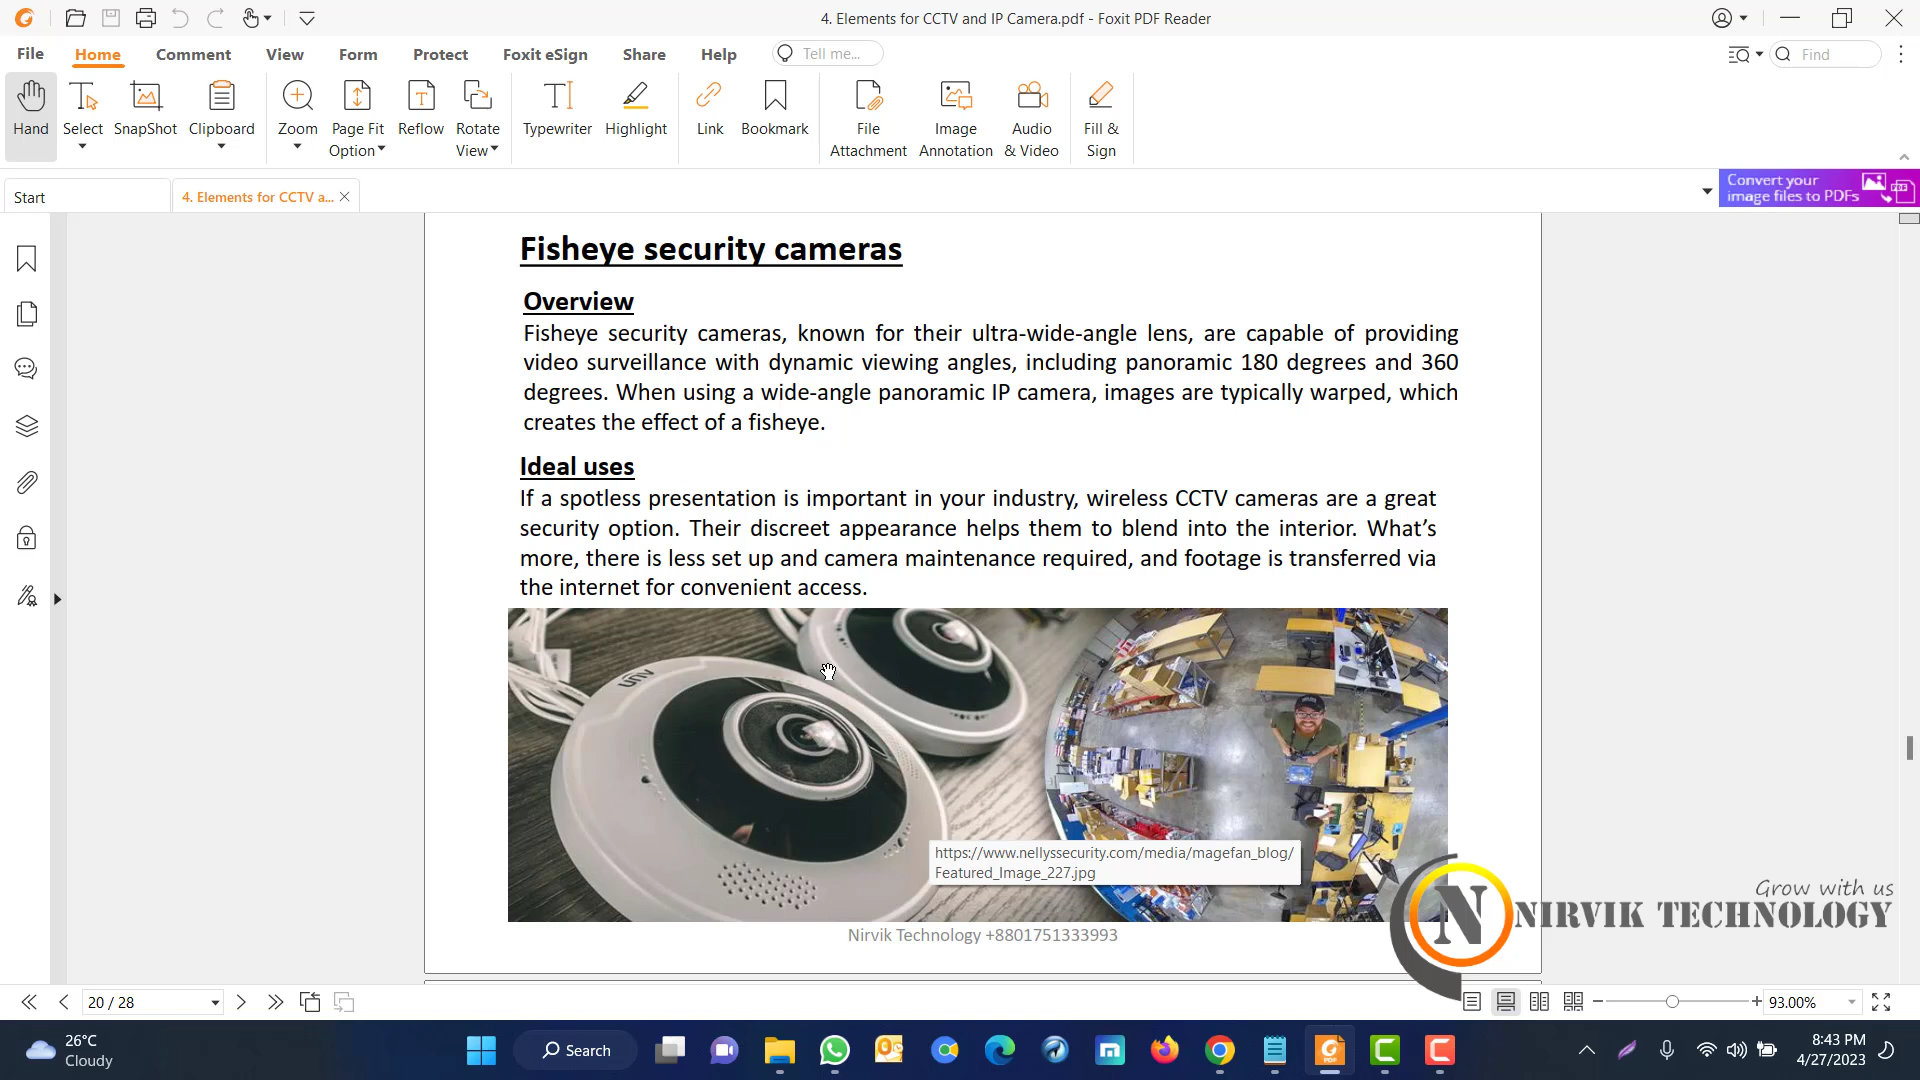 4. Elements for CCTV and IP Camera.pdf - Foxit PDF Reader
File Home Comment View Form Protect Foxit eSign Share Help Tell me... Find
Hand Select SnapShot Clipboard Zoom Page Fit Option Reflow Rotate View Typewriter Highlight Link Bookmark File Attachment Image Annotation Audio & Video Fill & Sign
Start 4. Elements for CCTV a...
Convert your
image files to PDFs
Fisheye security cameras
Overview
Fisheye security cameras, known for their ultra-wide-angle lens, are capable of providing
video surveillance with dynamic viewing angles, including panoramic 180 degrees and 360
degrees. When using a wide-angle panoramic IP camera, images are typically warped, which
creates the effect of a fisheye.
Ideal uses
If a spotless presentation is important in your industry, wireless CCTV cameras are a great
security option. Their discreet appearance helps them to blend into the interior. What's
more, there is less set up and camera maintenance required, and footage is transferred via
the internet for convenient access.
unv
https://www.nellyssecurity.com/media/magefan_blog/
Featured_Image_227.jpg
Grow with us
N NIRVIK TECHNOLOGY
Nirvik Technology +8801751333993
20 / 28 93.00%
26°C
Cloudy
Search
8:43 PM
4/27/2023